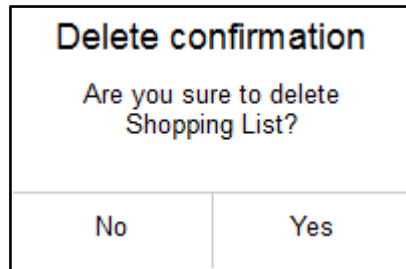 Delete confirmation
Are you sure to delete
Shopping List?
No
Yes